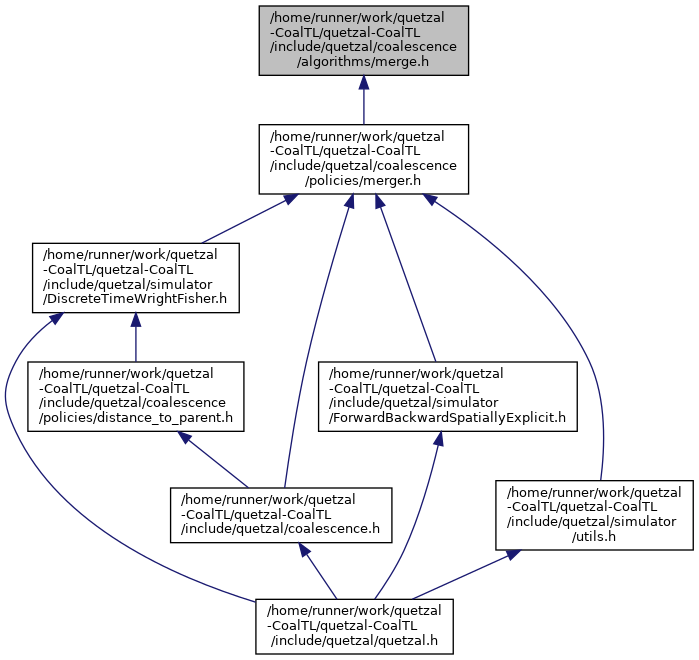 /home/runner/work/quetzal
-CoalTL/quetzal-CoalTL
/include/quetzal/coalescence
/algorithms/merge.h
/home/runner/work/quetzal
-CoalTL/quetzal-CoalTL
/include/quetzal/coalescence
/policies/merger.h
/home/runner/work/quetzal
-CoalTL/quetzal-CoalTL
/include/quetzal/simulator
/DiscreteTimeWrightFisher.h
/home/runner/work/quetzal
-CoalTL/quetzal-CoalTL
/include/quetzal/coalescence
/policies/distance_to_parent.h
/home/runner/work/quetzal
-CoalTL/quetzal-CoalTL
/include/quetzal/simulator
/ForwardBackwardSpatiallyExplicit.h
/home/runner/work/quetzal
-CoalTL/quetzal-CoalTL
/include/quetzal/coalescence.h
/home/runner/work/quetzal
-CoalTL/quetzal-CoalTL
/include/quetzal/simulator
/utils.h
/home/runner/work/quetzal
-CoalTL/quetzal-CoalTL
/include/quetzal/quetzal.h